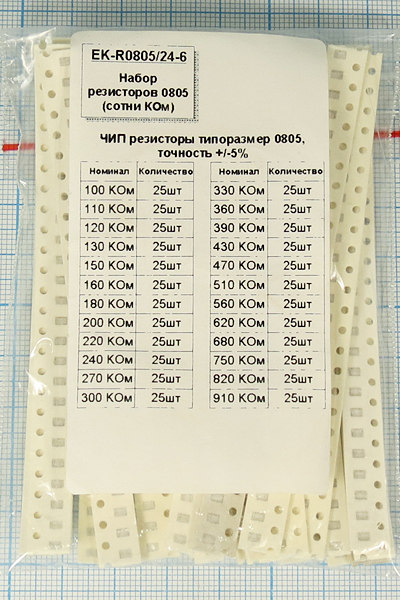 EK-R0805/24-6
Набор
резисторов 0805
(сотни КОм)
ЧИП резисторы типоразмер 0805,
точность +/-5%
Номинал Количество Номинал Количество
100 КОм 25шт 330 КОм 25шт
110 КОм 25шт 360 КОм 25шт
120 КОм 25шт 390 КОм 25шт
130 КОм 25шт 430 КОм 25шт
150 КОм 25шт 470 КОм 25шт
160 КОм 25шт 510 КОм 25шт
180 КОм 25шт 560 КОм 25шт
200 КОм 25шт 620 КОм 25шт
220 КОм 25шт 680 КОм 25шт
240 КОм 25шт 750 КОм 25шт
270 КОм 25шт 820 КОм 25шт
300 КОм 25шт 910 КОм 25шт